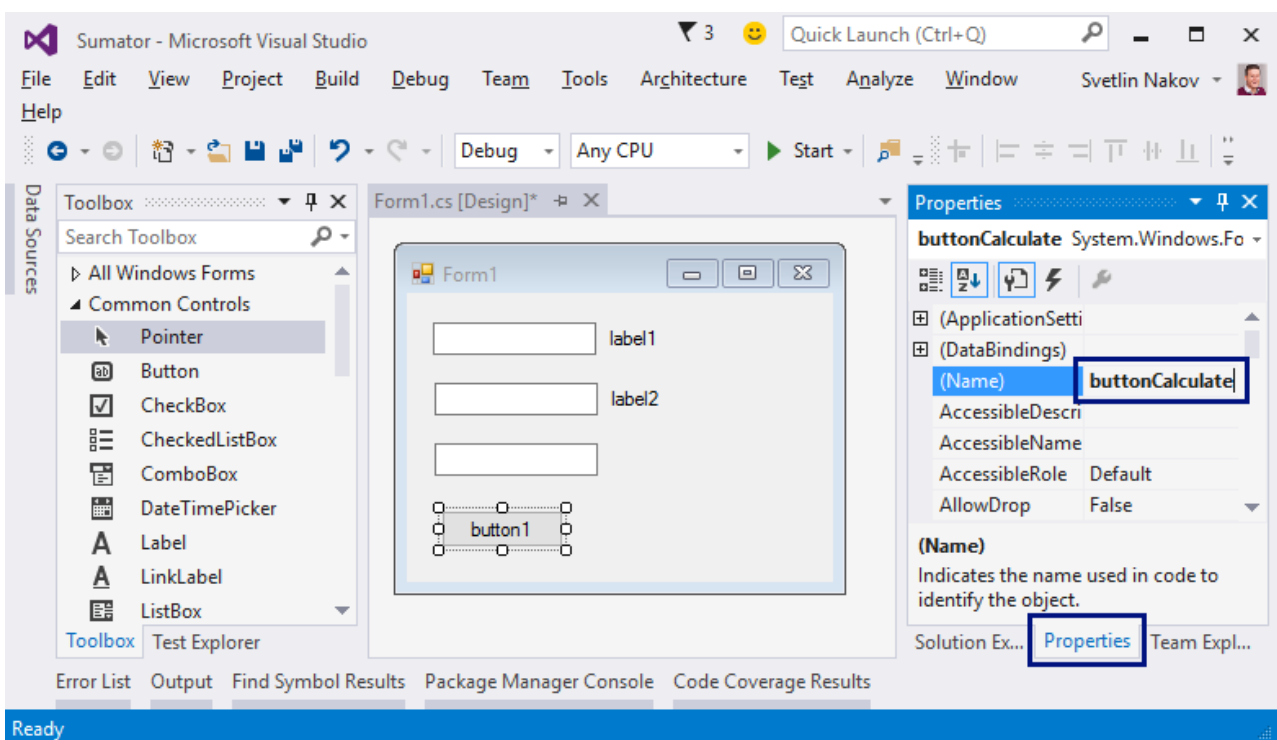 Sumator - Microsoft Visual Studio
3
Quick Launch (Ctrl+Q)
File Edit View Project Build Debug Team Tools Architecture Test Analyze Window Svetlin Nakov
Help
Debug Any CPU Start
Data Sources
Toolbox
Search Toolbox
All Windows Forms
Common Controls
Pointer
Button
CheckBox
CheckedListBox
ComboBox
DateTimePicker
Label
LinkLabel
ListBox
Toolbox Test Explorer
Form1.cs [Design]*
Form1
label1
label2
button1
Properties
buttonCalculate System.Windows.Fo
(ApplicationSetti
(DataBindings)
(Name) buttonCalculate
AccessibleDescri
AccessibleName
AccessibleRole Default
AllowDrop False
(Name)
Indicates the name used in code to
identify the object.
Solution Ex... Properties Team Expl...
Error List Output Find Symbol Results Package Manager Console Code Coverage Results
Ready